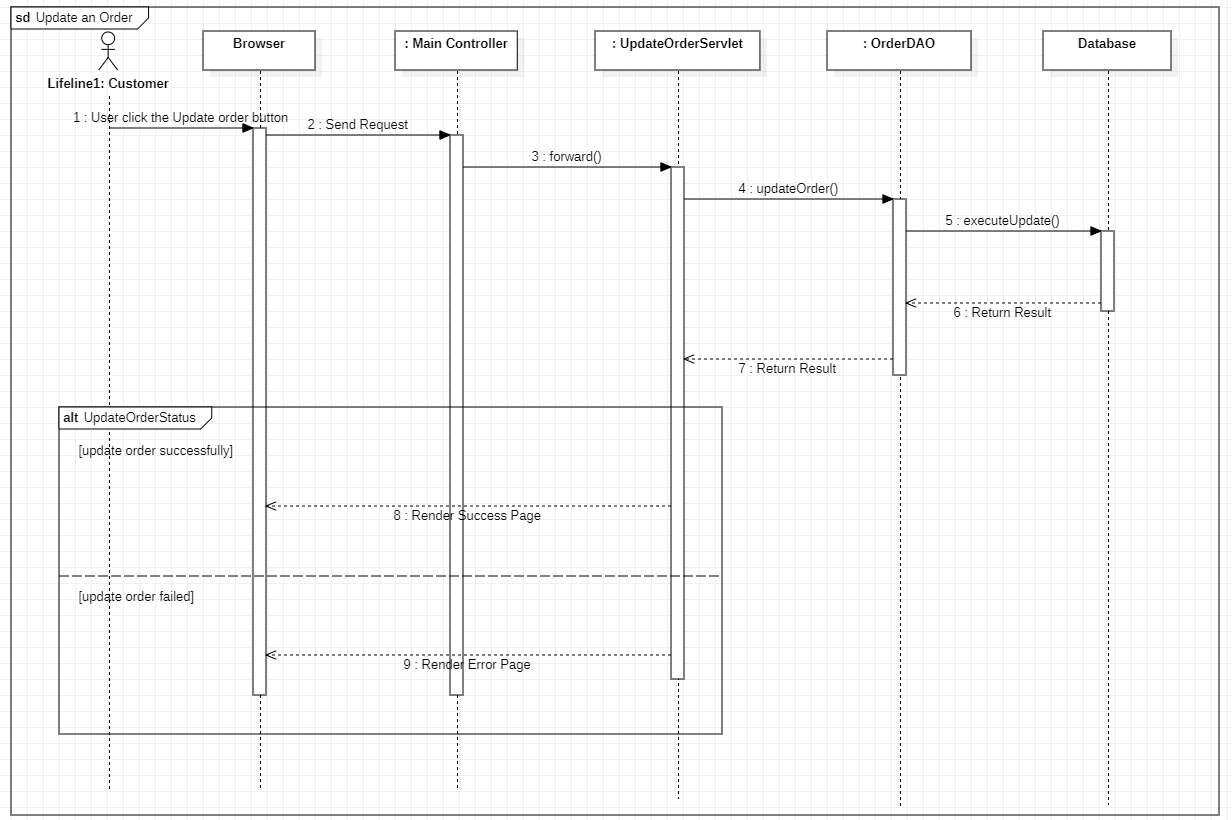 sd Update an Order
Lifeline1: Customer
Browser
: Main Controller
: UpdateOrderServlet
: OrderDAO
Database
1 : User click the Update order button
2 : Send Request
3 : forward()
4 : updateOrder()
5 : executeUpdate()
6 : Return Result
7 : Return Result
alt UpdateOrderStatus
[update order successfully]
8 : Render Success Page
[update order failed]
9 : Render Error Page